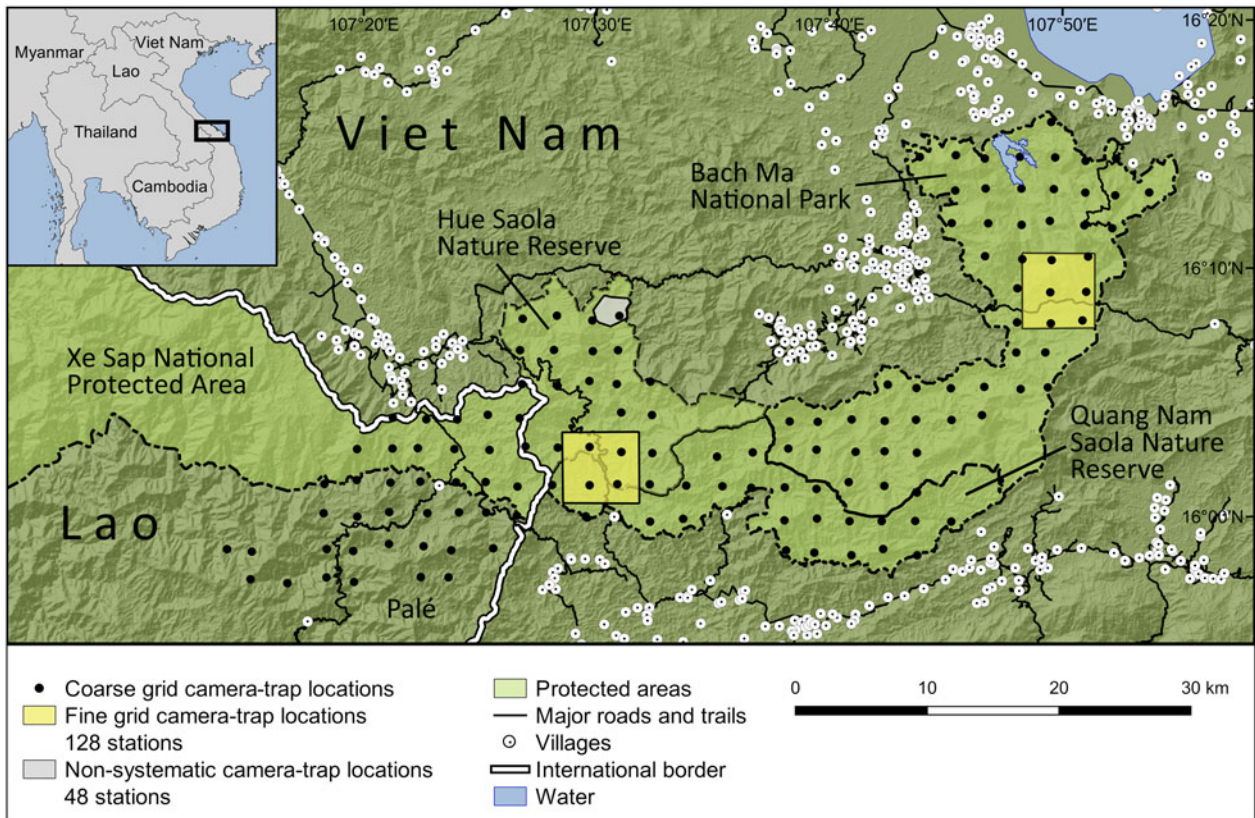 107°20'E
107°30'E
107°40'E
107°50'E
16°20'N
Myanmar
Viet Nam
Lao
Thailand
Cambodia
Viet Nam
Bach Ma
National Park
Hue Saola
Nature Reserve
16°10'N
Xe Sap National
Protected Area
Quang Nam
Saola Nature
Reserve
Lao
16°00'N
Palé
Coarse grid camera-trap locations
Fine grid camera-trap locations
128 stations
Non-systematic camera-trap locations
48 stations
Protected areas
Major roads and trails
Villages
International border
Water
0 10 20 30 km